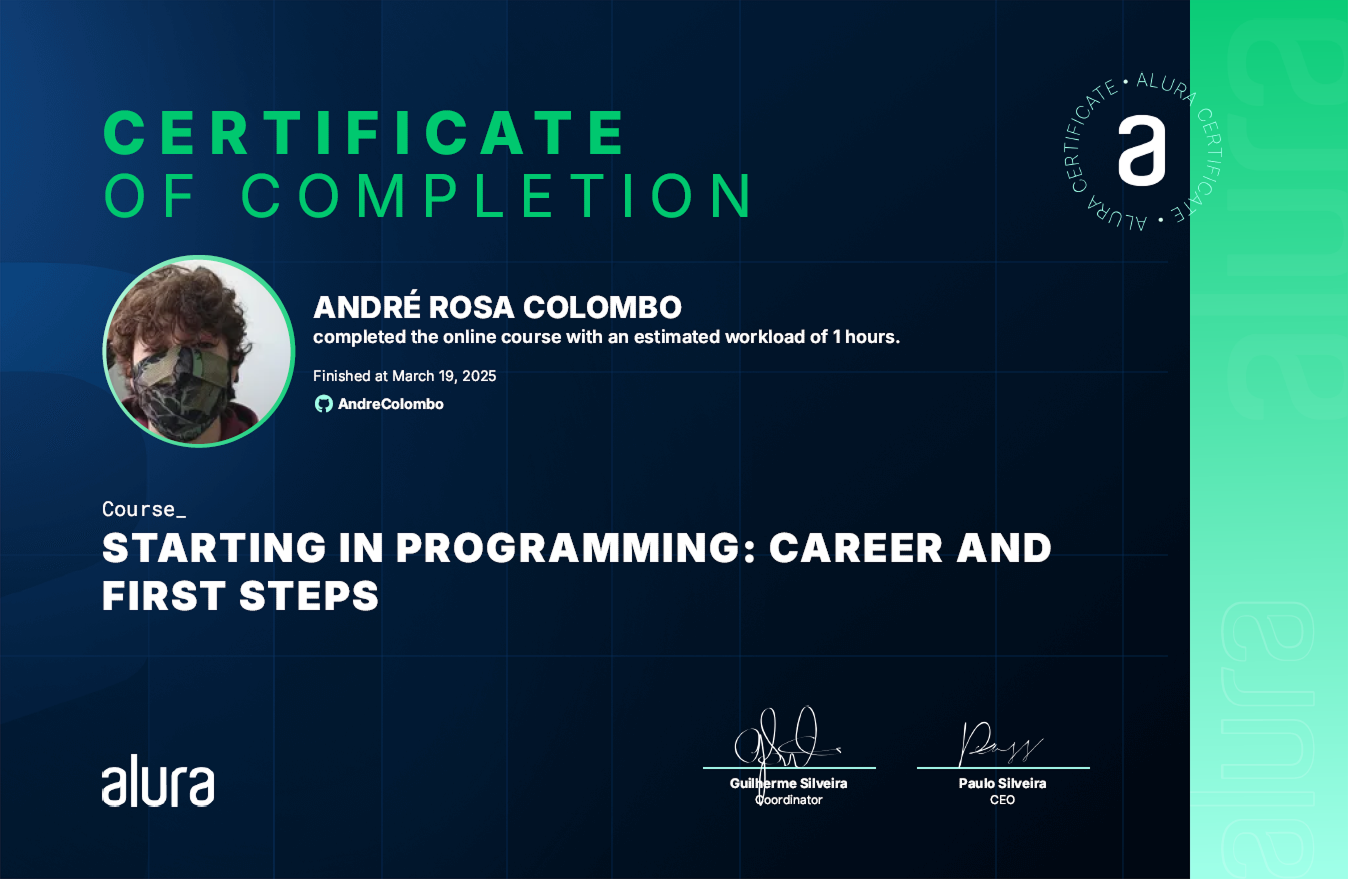 CERTIFICATE
OF COMPLETION
ALURA CERTIFICATE • ALURA CERTIFICATE •
a
ANDRÉ ROSA COLOMBO
completed the online course with an estimated workload of 1 hours.
Finished at March 19, 2025
AndreColombo
Course_
STARTING IN PROGRAMMING: CAREER AND
FIRST STEPS
alura
Guilherme Silveira
Coordinator
Paulo Silveira
CEO
alura
alura